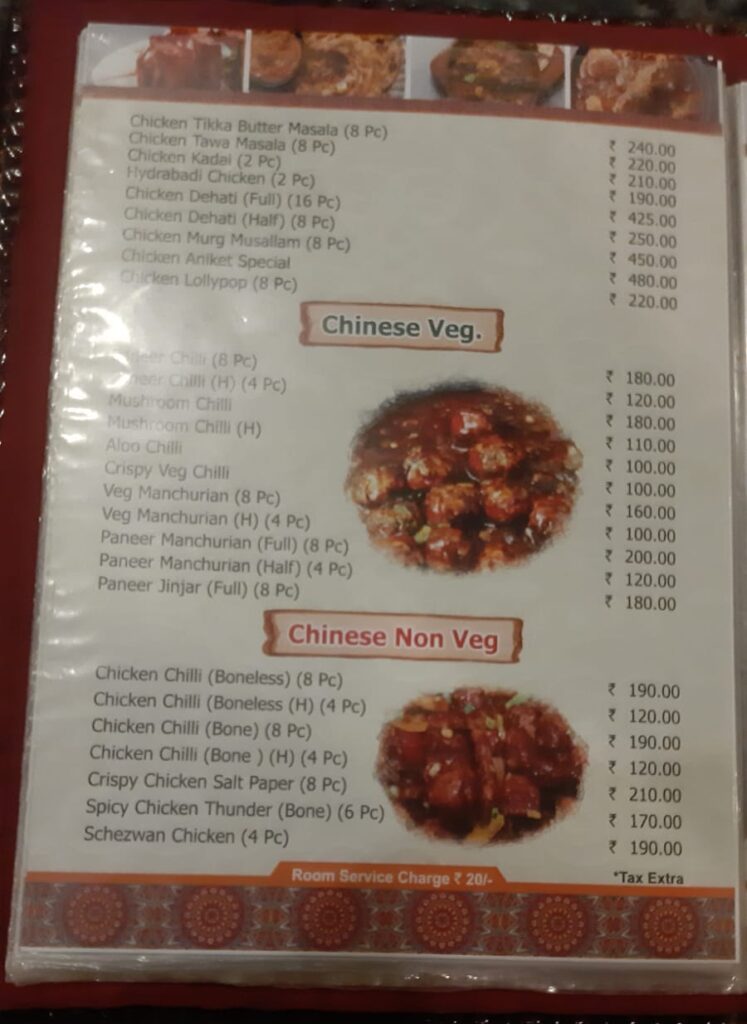 Chicken Tikka Butter Masala (8 Pc) ₹ 240.00
Chicken Tawa Masala (8 Pc) ₹ 220.00
Chicken Kadai (2 Pc) ₹ 210.00
Hydrabadi Chicken (2 Pc) ₹ 190.00
Chicken Dehati (Full) (16 Pc) ₹ 425.00
Chicken Dehati (Half) (8 Pc) ₹ 250.00
Chicken Murg Musallam (8 Pc) ₹ 450.00
Chicken Aniket Special ₹ 480.00
Chicken Lollypop (8 Pc) ₹ 220.00
Chinese Veg.
Paneer Chilli (8 Pc) ₹ 180.00
Paneer Chilli (H) (4 Pc) ₹ 120.00
Mushroom Chilli ₹ 180.00
Mushroom Chilli (H) ₹ 110.00
Aloo Chilli ₹ 100.00
Crispy Veg Chilli ₹ 100.00
Veg Manchurian (8 Pc) ₹ 160.00
Veg Manchurian (H) (4 Pc) ₹ 100.00
Paneer Manchurian (Full) (8 Pc) ₹ 200.00
Paneer Manchurian (Half) (4 Pc) ₹ 120.00
Paneer Jinjar (Full) (8 Pc) ₹ 180.00
Chinese Non Veg
Chicken Chilli (Boneless) (8 Pc) ₹ 190.00
Chicken Chilli (Boneless (H) (4 Pc) ₹ 120.00
Chicken Chilli (Bone) (8 Pc) ₹ 190.00
Chicken Chilli (Bone ) (H) (4 Pc) ₹ 120.00
Crispy Chicken Salt Paper (8 Pc) ₹ 210.00
Spicy Chicken Thunder (Bone) (6 Pc) ₹ 170.00
Schezwan Chicken (4 Pc) ₹ 190.00
Room Service Charge ₹ 20/- *Tax Extra